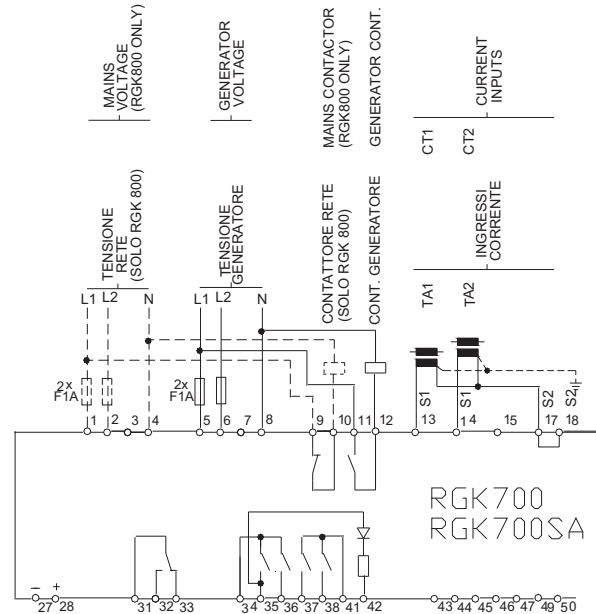 MAINS
VOLTAGE
(RGK800 ONLY)
GENERATOR
VOLTAGE
MAINS CONTACTOR
(RGK800 ONLY)
GENERATOR CONT.
CT1
CT2
CURRENT
INPUTS
TENSIONE
RETE
(SOLO RGK 800)
TENSIONE
GENERATORE
CONTATTORE RETE
(SOLO RGK 800)
CONT. GENERATORE
TA1
TA2
INGRESSI
CORRENTE
L1 L2 N
L1 L2 N
2x
F1A
2x
F1A
S1
S1
S2
S2
1 2 3 4 5 6 7 8 9 10 11 12 13 1 4 15 17 18
RGK700
RGK700SA
– +
27 28 31 32 33 34 35 36 37 38 41 42 43 44 45 46 47 49 50